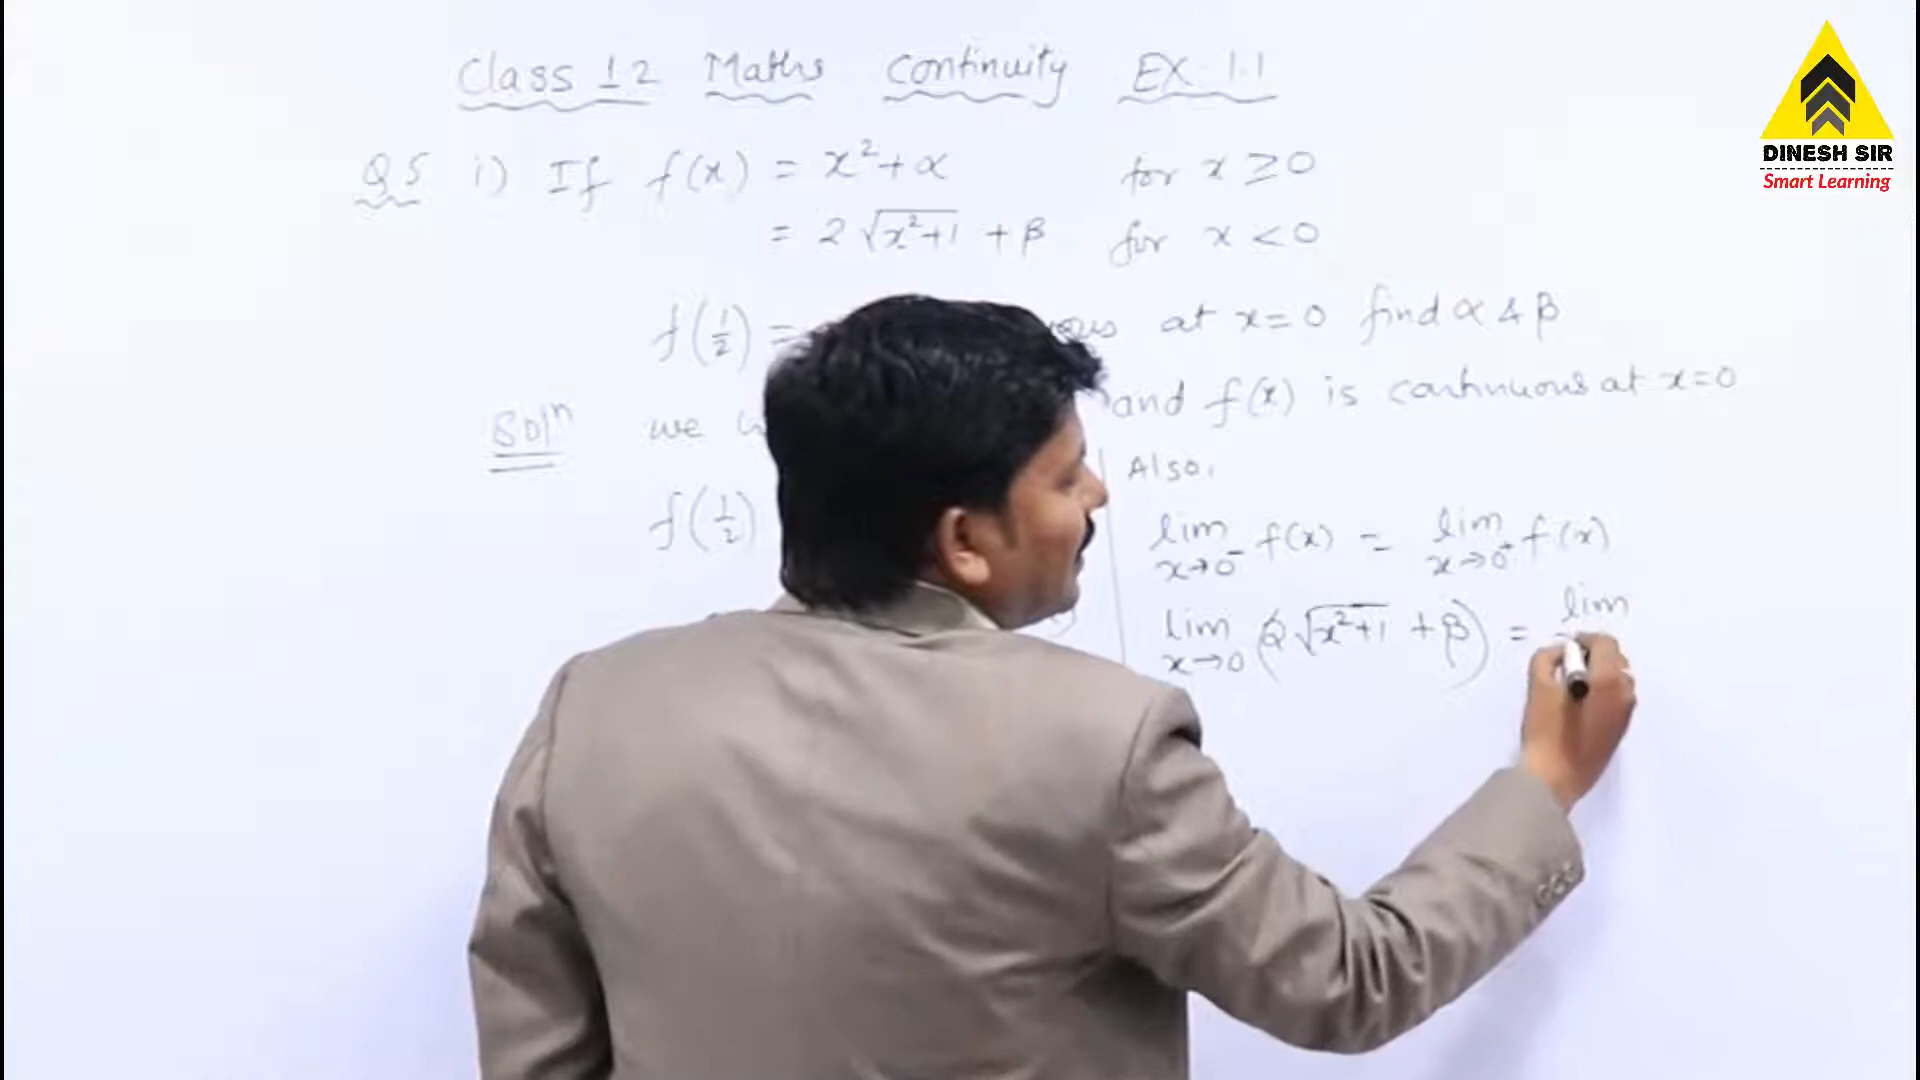 Class 12 Maths Continuity EX. 1.1
Q5 i) If f(x) = x² + α for x ≥ 0
= 2 √(x²+1) + β for x < 0
f(1/2) = at x=0 find α & β
Solⁿ we and f(x) is continuous at x=0
Also,
f(1/2)
lim x→0⁻ f(x) = lim x→0⁺ f(x)
lim x→0 (2 √(x²+1) + β) = lim
DINESH SIR
Smart Learning